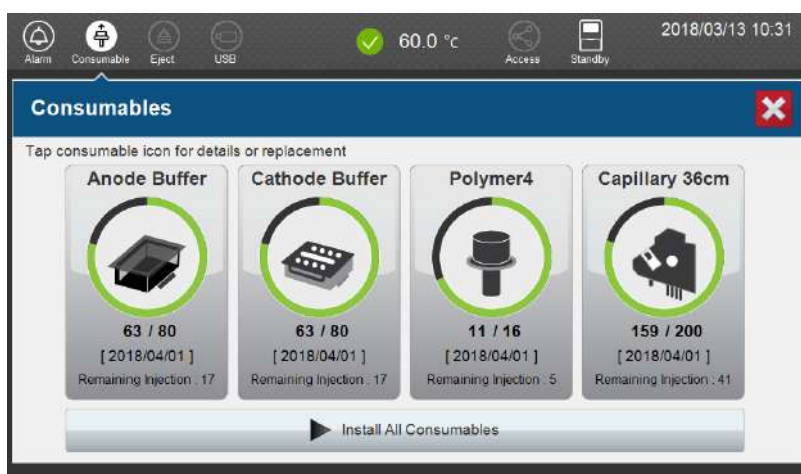 2018/03/13 10:31
60.0 °c
Alarm Consumable Eject USB Access Standby
Consumables
Tap consumable icon for details or replacement
Anode Buffer Cathode Buffer Polymer4 Capillary 36cm
63 / 80 63 / 80 11 / 16 159 / 200
[ 2018/04/01 ] [ 2018/04/01 ] [ 2018/04/01 ] [ 2018/04/01 ]
Remaining Injection : 17 Remaining Injection : 17 Remaining Injection : 5 Remaining Injection : 41
Install All Consumables